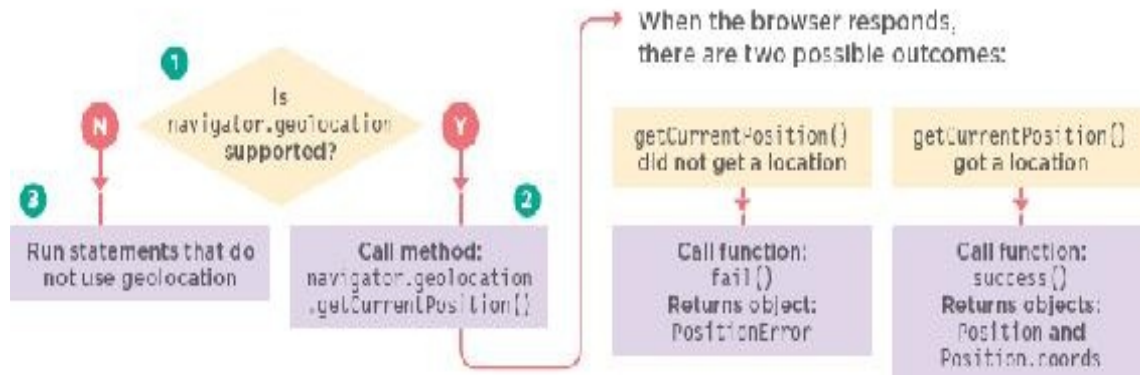 1
Is
navigator.geolocation
supported?
N
Y
3
Run statements that do
not use geolocation
2
Call method:
navigator.geolocation
.getCurrentPosition()
When the browser responds,
there are two possible outcomes:
getCurrentPosition()
did not get a location
Call function:
fail()
Returns object:
PositionError
getCurrentPosition()
got a location
Call function:
success()
Returns objects:
Position and
Position.coords